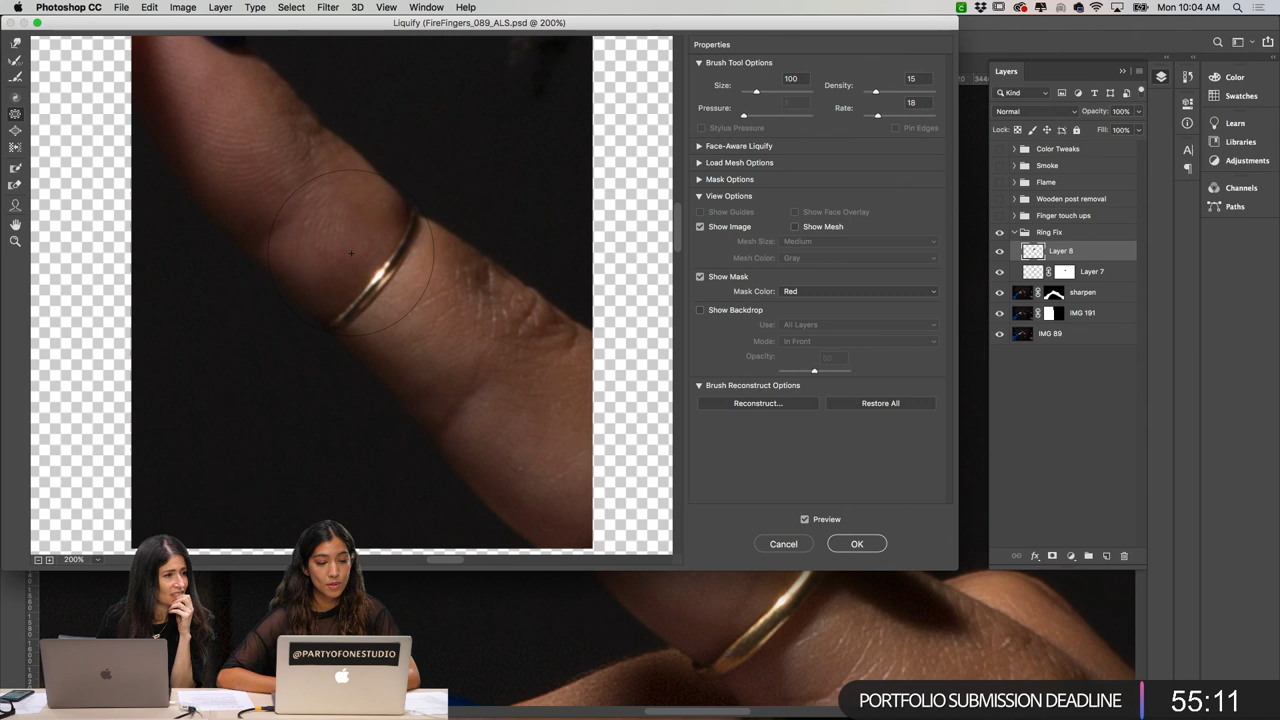 Photoshop CC File Edit Image Layer Type Select Filter 3D View Window Help
Mon 10:04 AM
Liquify (FireFingers_089_ALS.psd @ 200%)
Properties
Brush Tool Options
Size: 100 Density: 15
Pressure: 1 Rate: 18
Stylus Pressure Pin Edges
Face-Aware Liquify
Load Mesh Options
Mask Options
View Options
Show Guides Show Face Overlay
Show Image Show Mesh
Mesh Size: Medium
Mesh Color: Gray
Show Mask
Mask Color: Red
Show Backdrop
Use: All Layers
Mode: In Front
Opacity:
Brush Reconstruct Options
Reconstruct... Restore All
Preview
Cancel OK
200%
Layers
Kind
Normal Opacity: 100%
Lock: Fill: 100%
Color Tweaks
Smoke
Flame
Wooden post removal
Finger touch ups
Ring Fix
Layer 8
Layer 7
sharpen
IMG 191
IMG 89
Color
Swatches
Learn
Libraries
Adjustments
Channels
Paths
@PARTYOFONESTUDIO
PORTFOLIO SUBMISSION DEADLINE 55:11